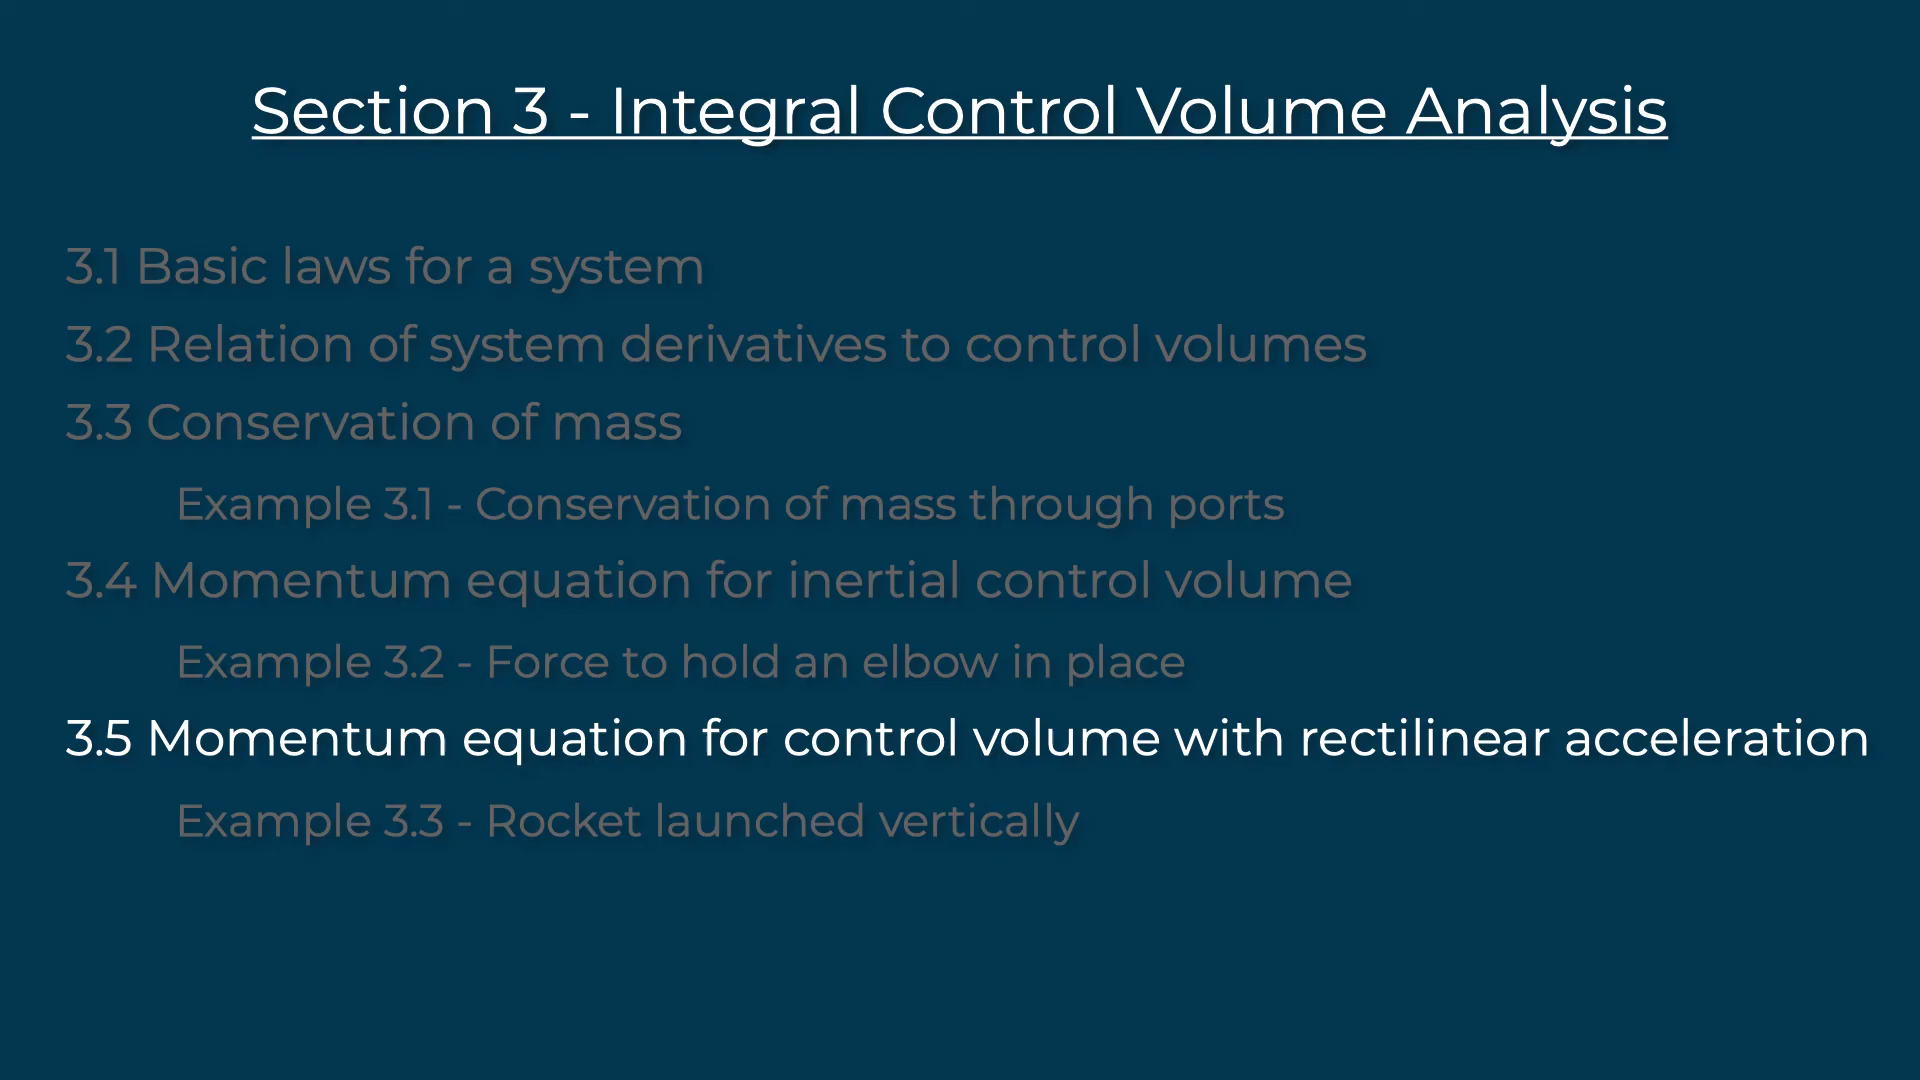 Section 3 - Integral Control Volume Analysis
3.1 Basic laws for a system
3.2 Relation of system derivatives to control volumes
3.3 Conservation of mass
Example 3.1 - Conservation of mass through ports
3.4 Momentum equation for inertial control volume
Example 3.2 - Force to hold an elbow in place
3.5 Momentum equation for control volume with rectilinear acceleration
Example 3.3 - Rocket launched vertically